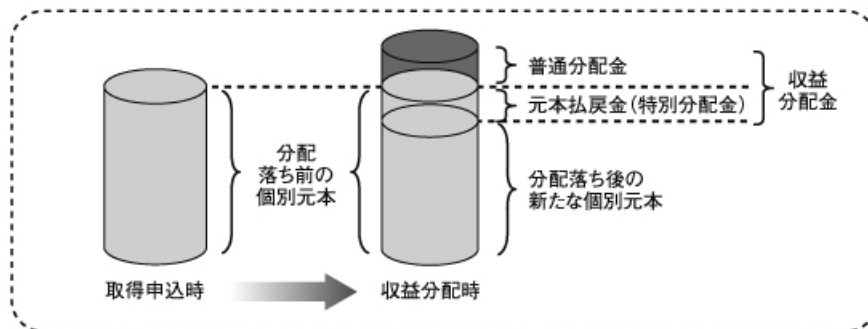 普通分配金
元本払戻金(特別分配金)
収益
分配金
分配
落ち前の
個別元本
分配落ち後の
新たな個別元本
取得申込時
収益分配時